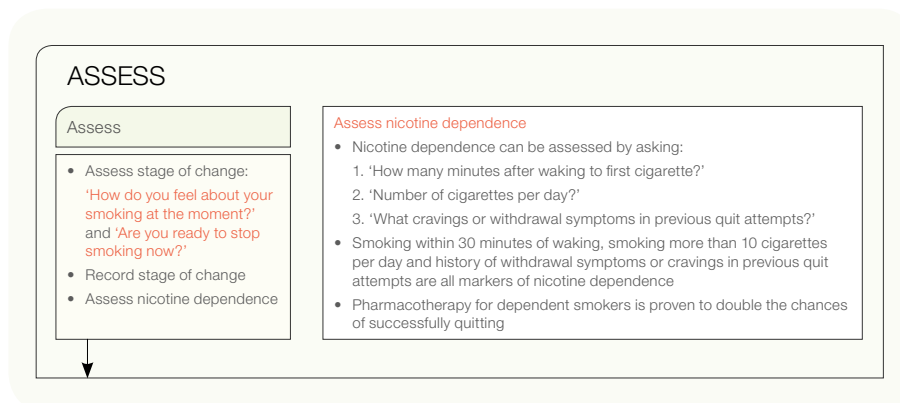 ASSESS
Assess
• Assess stage of change:
‘How do you feel about your
smoking at the moment?’
and ‘Are you ready to stop
smoking now?’
• Record stage of change
• Assess nicotine dependence
Assess nicotine dependence
• Nicotine dependence can be assessed by asking:
1. ‘How many minutes after waking to first cigarette?’
2. ‘Number of cigarettes per day?’
3. ‘What cravings or withdrawal symptoms in previous quit attempts?’
• Smoking within 30 minutes of waking, smoking more than 10 cigarettes
per day and history of withdrawal symptoms or cravings in previous quit
attempts are all markers of nicotine dependence
• Pharmacotherapy for dependent smokers is proven to double the chances
of successfully quitting